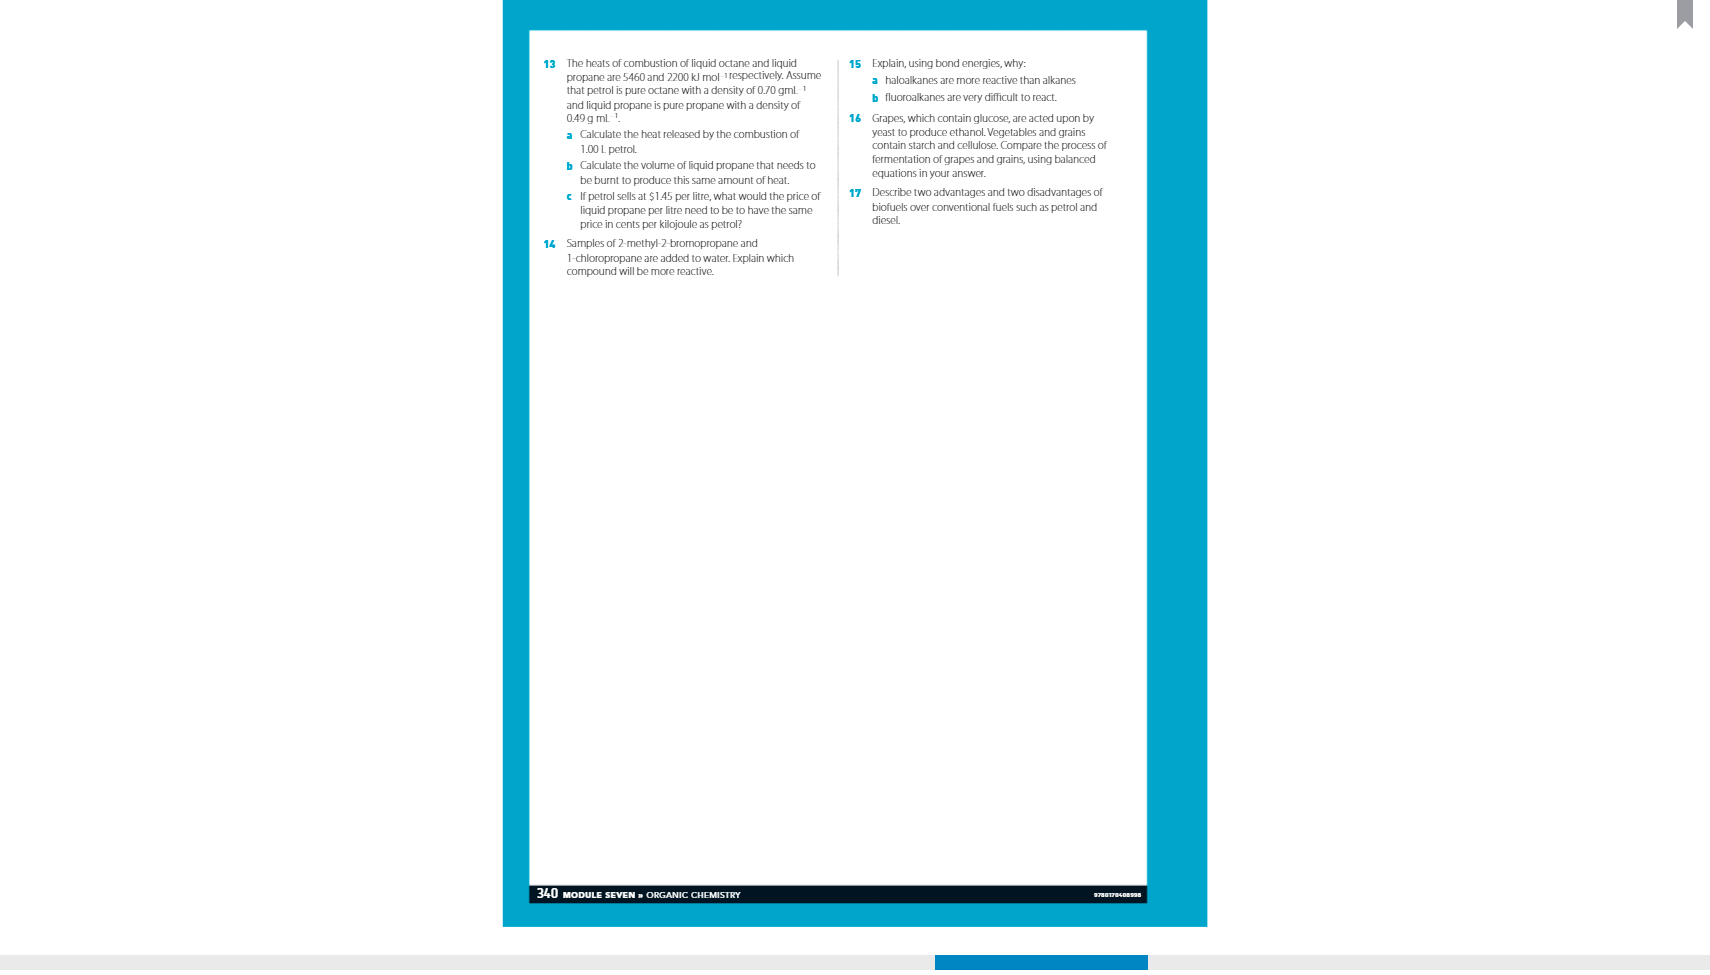 13 The heats of combustion of liquid octane and liquid
propane are 5460 and 2200 kJ mol⁻¹ respectively. Assume
that petrol is pure octane with a density of 0.70 gmL⁻¹
and liquid propane is pure propane with a density of
0.49 g mL⁻¹.
a Calculate the heat released by the combustion of
1.00 L petrol.
b Calculate the volume of liquid propane that needs to
be burnt to produce this same amount of heat.
c If petrol sells at $1.45 per litre, what would the price of
liquid propane per litre need to be to have the same
price in cents per kilojoule as petrol?
14 Samples of 2-methyl-2-bromopropane and
1-chloropropane are added to water. Explain which
compound will be more reactive.
15 Explain, using bond energies, why:
a haloalkanes are more reactive than alkanes
b fluoroalkanes are very difficult to react.
16 Grapes, which contain glucose, are acted upon by
yeast to produce ethanol. Vegetables and grains
contain starch and cellulose. Compare the process of
fermentation of grapes and grains, using balanced
equations in your answer.
17 Describe two advantages and two disadvantages of
biofuels over conventional fuels such as petrol and
diesel.
340 MODULE SEVEN » ORGANIC CHEMISTRY
9780170408998